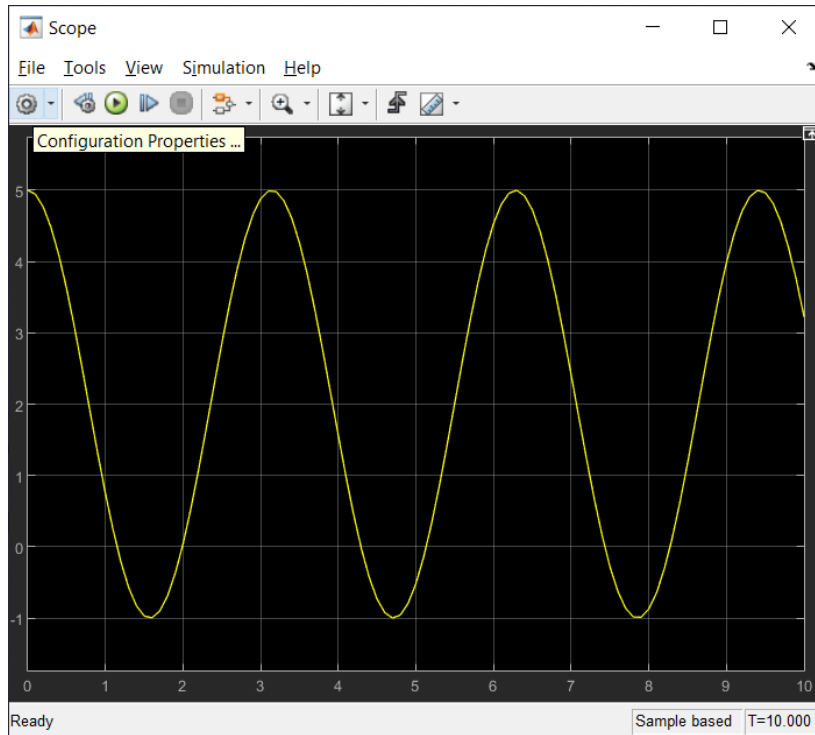 Scope
File Tools View Simulation Help
Configuration Properties ...
5
4
3
2
1
0
-1
0 1 2 3 4 5 6 7 8 9 10
Ready Sample based T=10.000